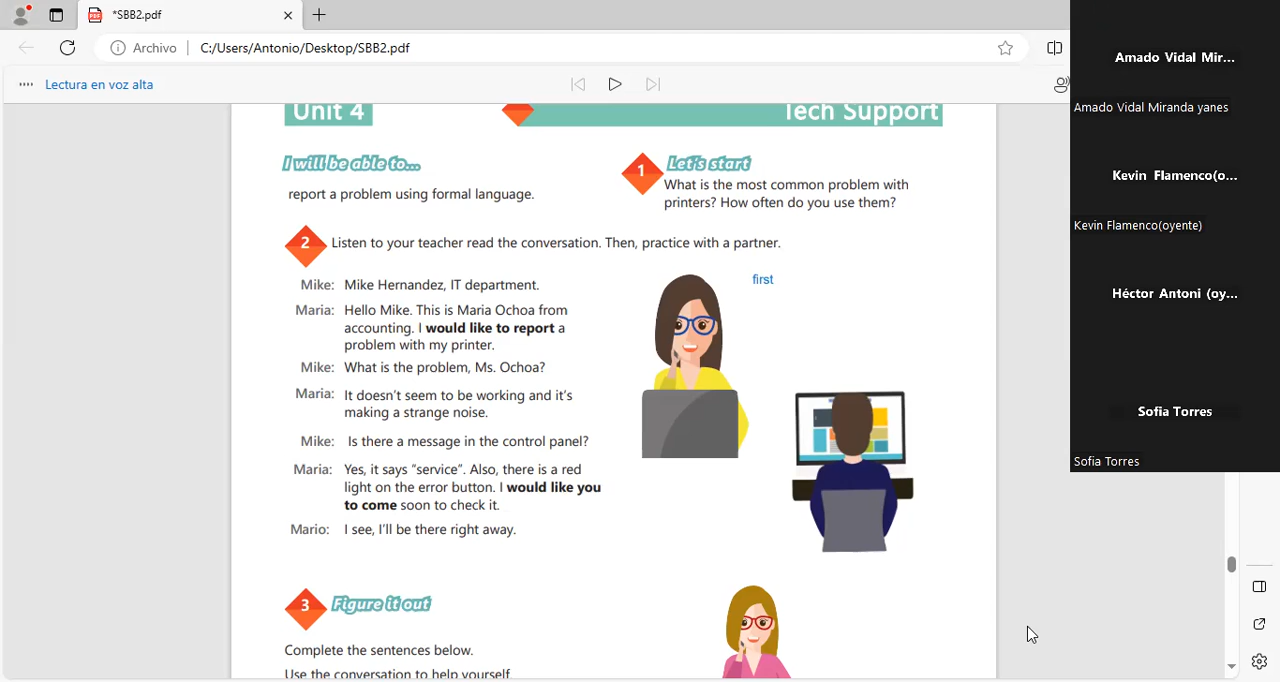 *SBB2.pdf
Archivo
C:/Users/Antonio/Desktop/SBB2.pdf
Lectura en voz alta
Unit 4
Tech Support
I will be able to...
report a problem using formal language.
1
Let's start
What is the most common problem with
printers? How often do you use them?
2
Listen to your teacher read the conversation. Then, practice with a partner.
Mike: Mike Hernandez, IT department.
Maria: Hello Mike. This is Maria Ochoa from
accounting. I would like to report a
problem with my printer.
Mike: What is the problem, Ms. Ochoa?
Maria: It doesn't seem to be working and it's
making a strange noise.
Mike: Is there a message in the control panel?
Maria: Yes, it says "service". Also, there is a red
light on the error button. I would like you
to come soon to check it.
Mario: I see, I'll be there right away.
first
3
Figure it out
Complete the sentences below.
Use the conversation to help yourself.
Amado Vidal Mir...
Amado Vidal Miranda yanes
Kevin Flamenco(o...
Kevin Flamenco(oyente)
Héctor Antoni (oy...
Sofia Torres
Sofia Torres